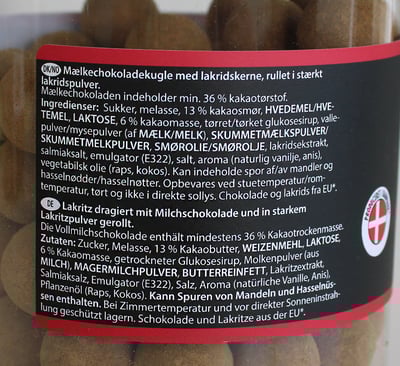 DK/NO Mælkechokoladekugle med lakridskerne, rullet i stærkt
lakridspulver.
Mælkechokoladen indeholder min. 36 % kakaotørstof.
Ingredienser: Sukker, melasse, 13 % kakaosmør, HVEDEMEL/HVE-
TEMEL, LAKTOSE, 6 % kakaomasse, tørret/tørket glukosesirup, valle-
pulver/mysepulver (af MÆLK/MELK), SKUMMETMÆLKSPULVER/
SKUMMETMELKPULVER, SMØROLIE/SMØROLJE, lakridsekstrakt,
salmiaksalt, emulgator (E322), salt, aroma (naturlig vanilje, anis),
vegetabilsk olie (raps, kokos). Kan indeholde spor af/av mandler og
hasselnødder/hasselnøtter. Opbevares ved stuetemperatur/rom-
temperatur, tørt og ikke i direkte sollys. Chokolade og lakrids fra EU*.
DE Lakritz dragiert mit Milchschokolade und in starkem
Lakritzpulver gerollt.
Die Vollmilchschokolade enthält mindestens 36 % Kakaotrockenmasse.
Zutaten: Zucker, Melasse, 13 % Kakaobutter, WEIZENMEHL, LAKTOSE,
6 % Kakaomasse, getrockneter Glukosesirup, Molkenpulver (aus
MILCH), MAGERMILCHPULVER, BUTTERREINFETT, Lakritzextrakt,
Salmiaksalz, Emulgator (E322), Salz, Aroma (natürliche Vanille, Anis),
Pflanzenöl (Raps, Kokos). Kann Spuren von Mandeln und Hasselnüs-
sen enthalten. Bei Zimmertemperatur und vor direkter Sonneninstrah-
lung geschützt lagern. Schokolade und Lakritze aus der EU*.